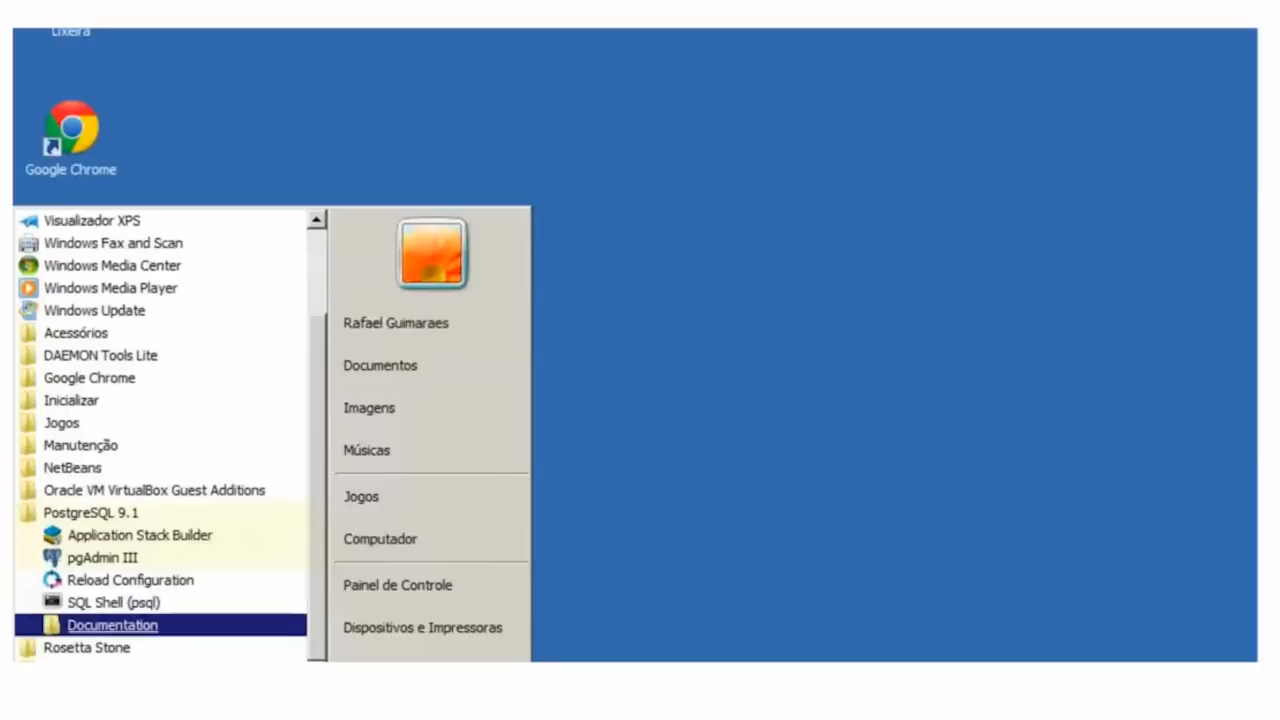 Lixeira
Google Chrome
Visualizador XPS
Windows Fax and Scan
Windows Media Center
Windows Media Player
Windows Update
Acessórios
DAEMON Tools Lite
Google Chrome
Inicializar
Jogos
Manutenção
NetBeans
Oracle VM VirtualBox Guest Additions
PostgreSQL 9.1
Application Stack Builder
pgAdmin III
Reload Configuration
SQL Shell (psql)
Documentation
Rosetta Stone
Rafael Guimaraes
Documentos
Imagens
Músicas
Jogos
Computador
Painel de Controle
Dispositivos e Impressoras